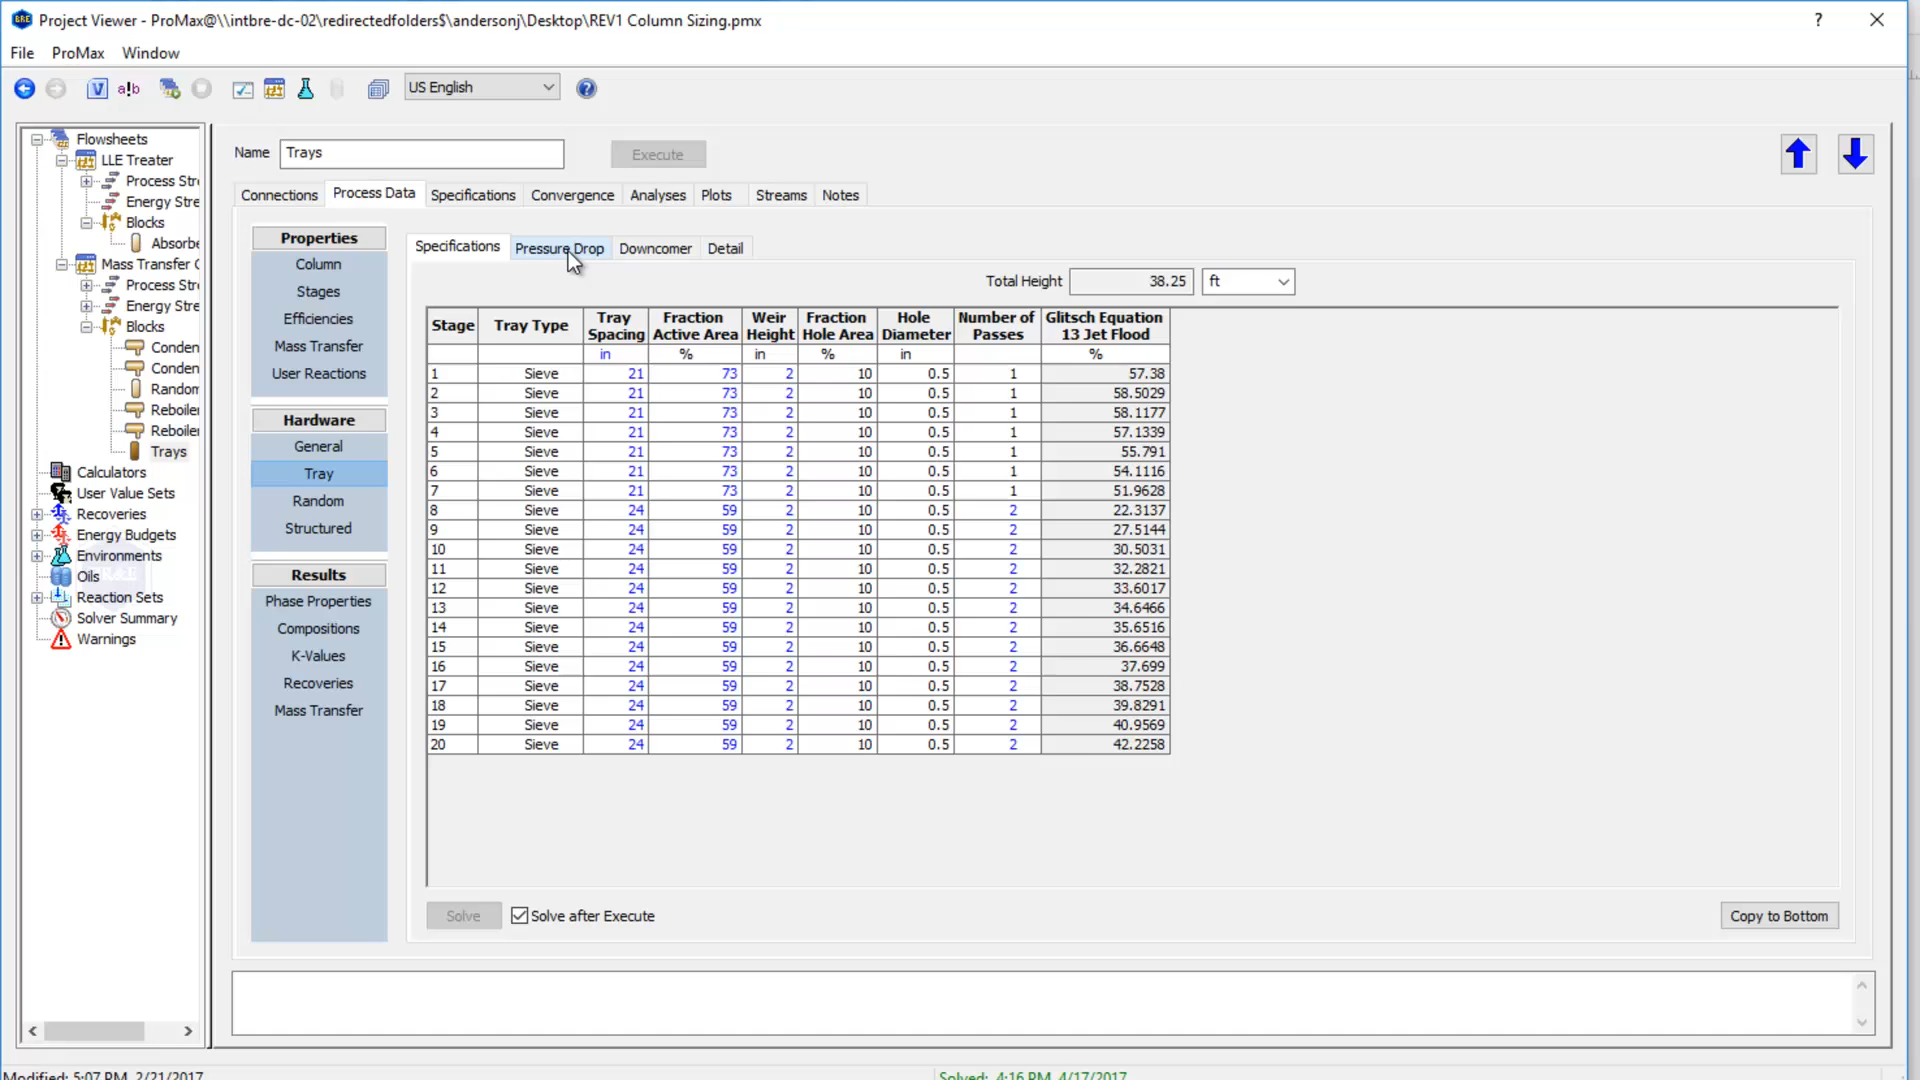 Project Viewer - ProMax@\\intbre-dc-02\redirectedfolders$\andersonj\Desktop\REV1 Column Sizing.pmx
File ProMax Window
US English
Flowsheets
LLE Treater
Process Stre
Energy Stre
Blocks
Absorbe
Mass Transfer C
Process Stre
Energy Stre
Blocks
Conden
Conden
Random
Reboiler
Reboiler
Trays
Calculators
User Value Sets
Recoveries
Energy Budgets
Environments
Oils
Reaction Sets
Solver Summary
Warnings
Name Trays Execute
Connections Process Data Specifications Convergence Analyses Plots Streams Notes
Properties
Column
Stages
Efficiencies
Mass Transfer
User Reactions
Hardware
General
Tray
Random
Structured
Results
Phase Properties
Compositions
K-Values
Recoveries
Mass Transfer
Specifications Pressure Drop Downcomer Detail
Total Height 38.25 ft
Stage Tray Type Tray Spacing Fraction Active Area Weir Height Fraction Hole Area Hole Diameter Number of Passes Glitsch Equation 13 Jet Flood
in % in % in %
1 Sieve 21 73 2 10 0.5 1 57.38
2 Sieve 21 73 2 10 0.5 1 58.5029
3 Sieve 21 73 2 10 0.5 1 58.1177
4 Sieve 21 73 2 10 0.5 1 57.1339
5 Sieve 21 73 2 10 0.5 1 55.791
6 Sieve 21 73 2 10 0.5 1 54.1116
7 Sieve 21 73 2 10 0.5 1 51.9628
8 Sieve 24 59 2 10 0.5 2 22.3137
9 Sieve 24 59 2 10 0.5 2 27.5144
10 Sieve 24 59 2 10 0.5 2 30.5031
11 Sieve 24 59 2 10 0.5 2 32.2821
12 Sieve 24 59 2 10 0.5 2 33.6017
13 Sieve 24 59 2 10 0.5 2 34.6466
14 Sieve 24 59 2 10 0.5 2 35.6516
15 Sieve 24 59 2 10 0.5 2 36.6648
16 Sieve 24 59 2 10 0.5 2 37.699
17 Sieve 24 59 2 10 0.5 2 38.7528
18 Sieve 24 59 2 10 0.5 2 39.8291
19 Sieve 24 59 2 10 0.5 2 40.9569
20 Sieve 24 59 2 10 0.5 2 42.2258
Solve Solve after Execute Copy to Bottom
Modified: 5:07 PM, 2/21/2017 Solved: 4:16 PM, 4/17/2017